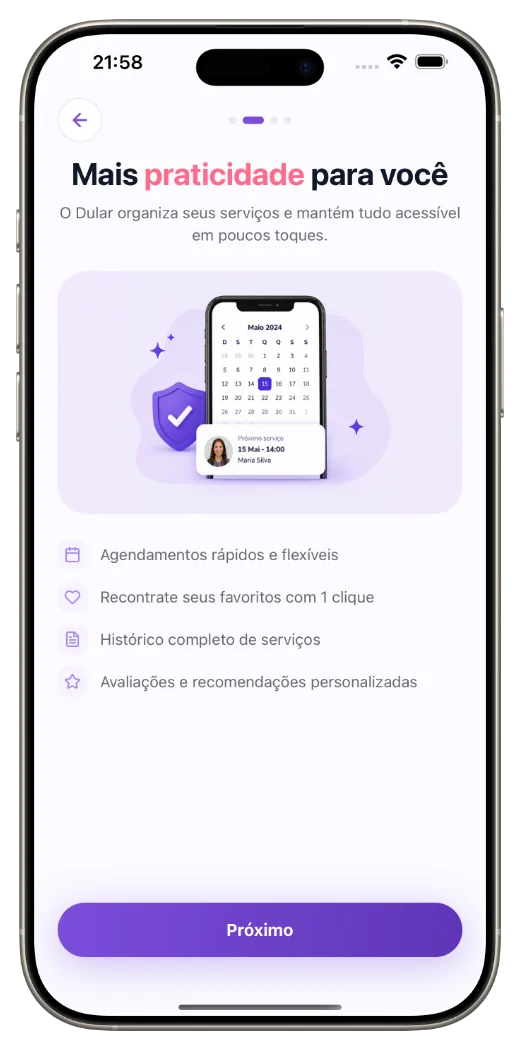 21:58
Mais praticidade para você
O Dular organiza seus serviços e mantém tudo acessível
em poucos toques.
Maio 2024
D S T Q Q S S
28 29 30 1 2 3 4
5 6 7 8 9 10 11
12 13 14 15 16 17 18
19 20 21 22 23 24 25
26 27 28 29 30 31 1
Próximo serviço
15 Mai • 14:00
Maria Silva
Agendamentos rápidos e flexíveis
Recontrate seus favoritos com 1 clique
Histórico completo de serviços
Avaliações e recomendações personalizadas
Próximo